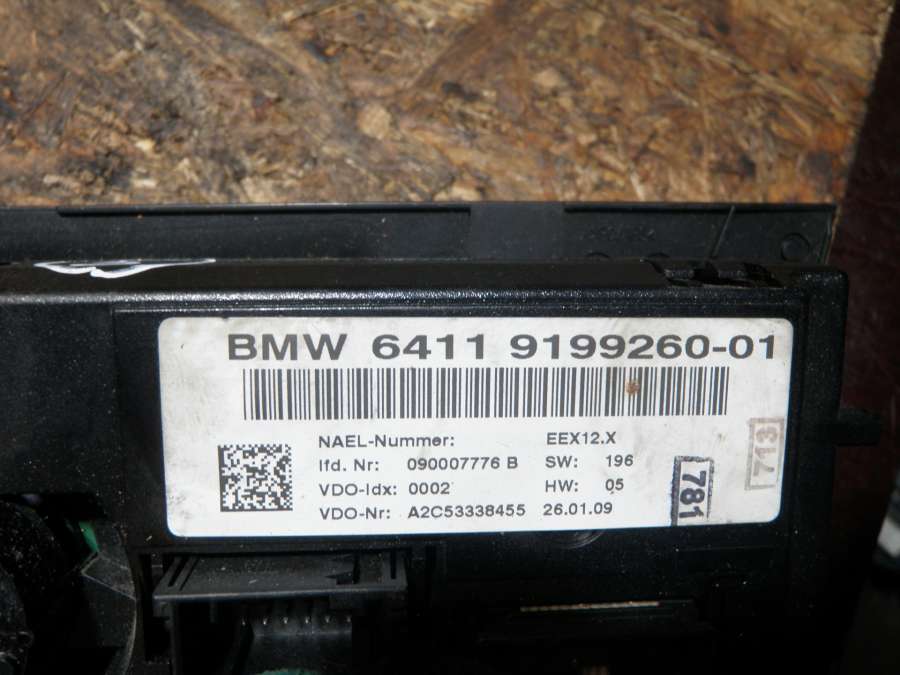 BMW 6411 9199260-01
NAEL-Nummer: EEX12.X
lfd. Nr: 090007776 B SW: 196
VDO-Idx: 0002 HW: 05
VDO-Nr: A2C53338455 26.01.09
781
713